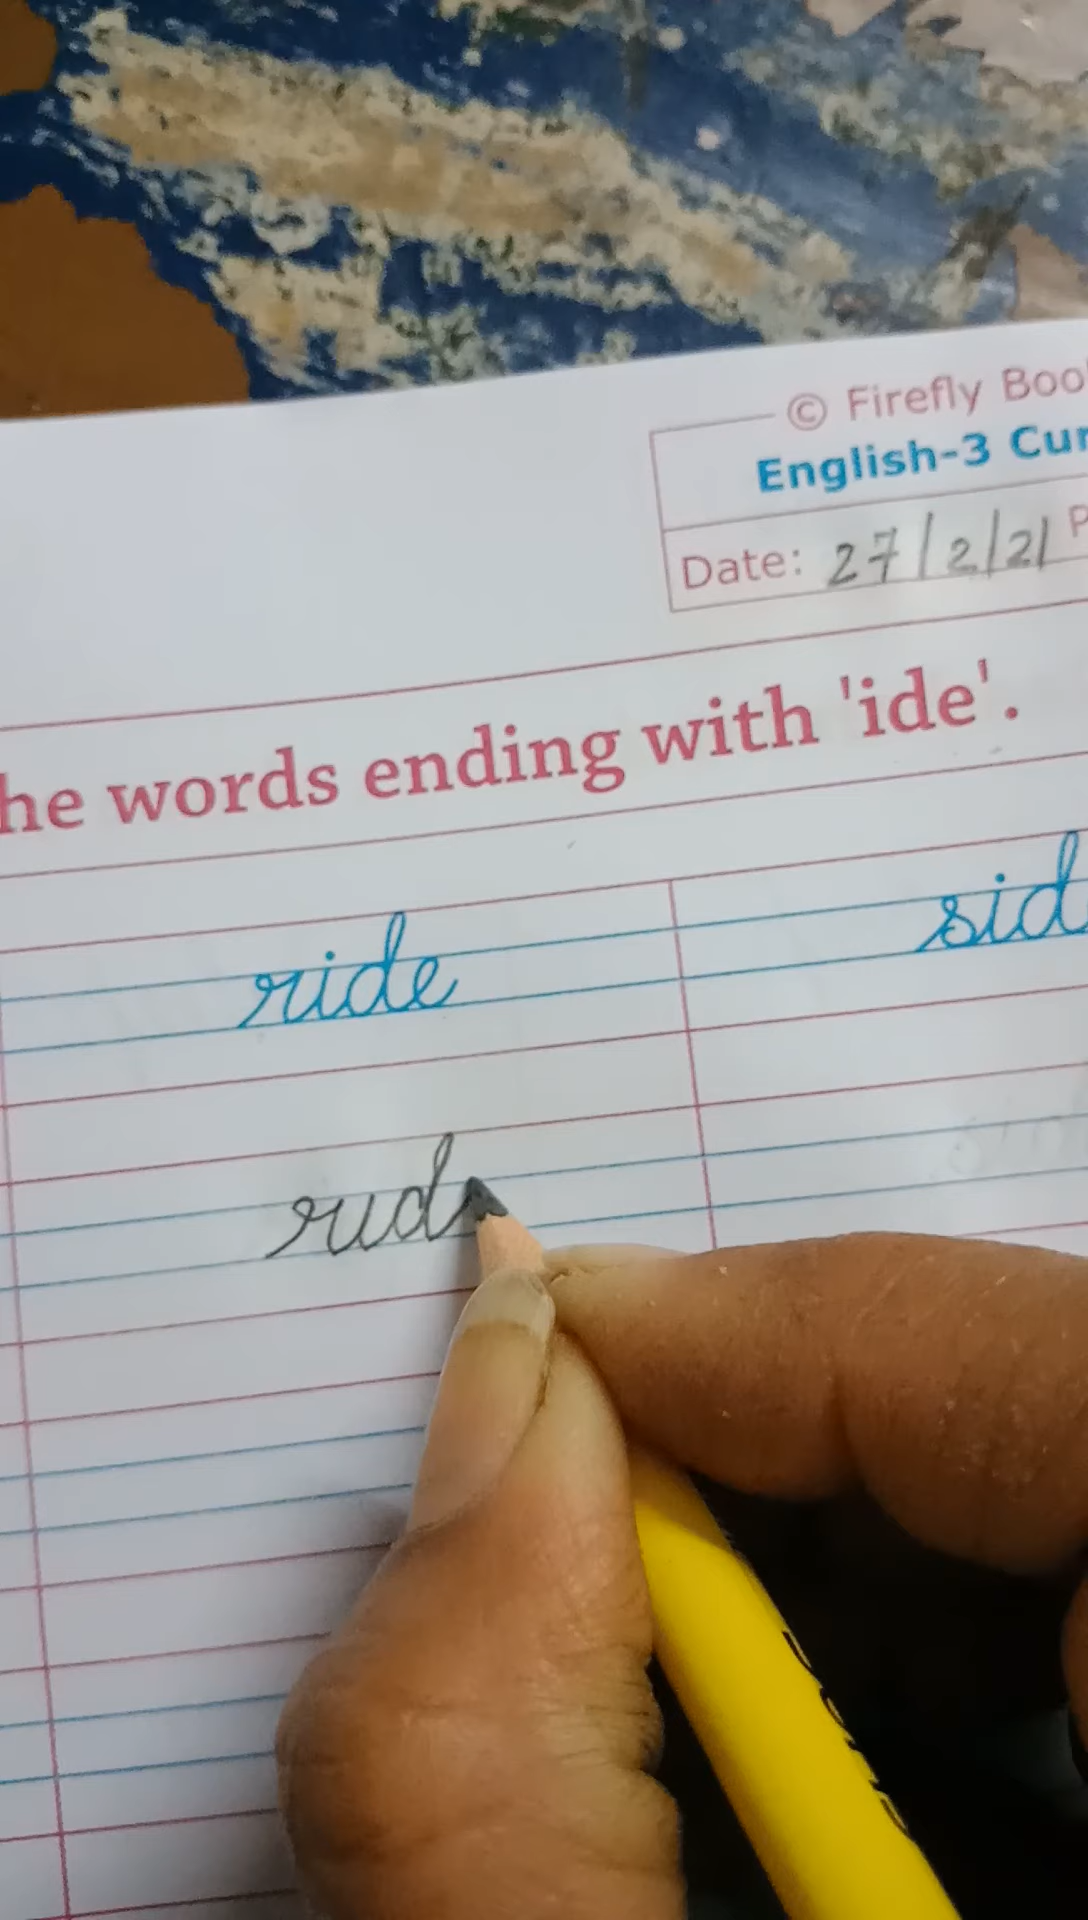 © Firefly Boo
English-3 Cur
Date: 27/2/21 P
he words ending with 'ide'.
ride sid
rid